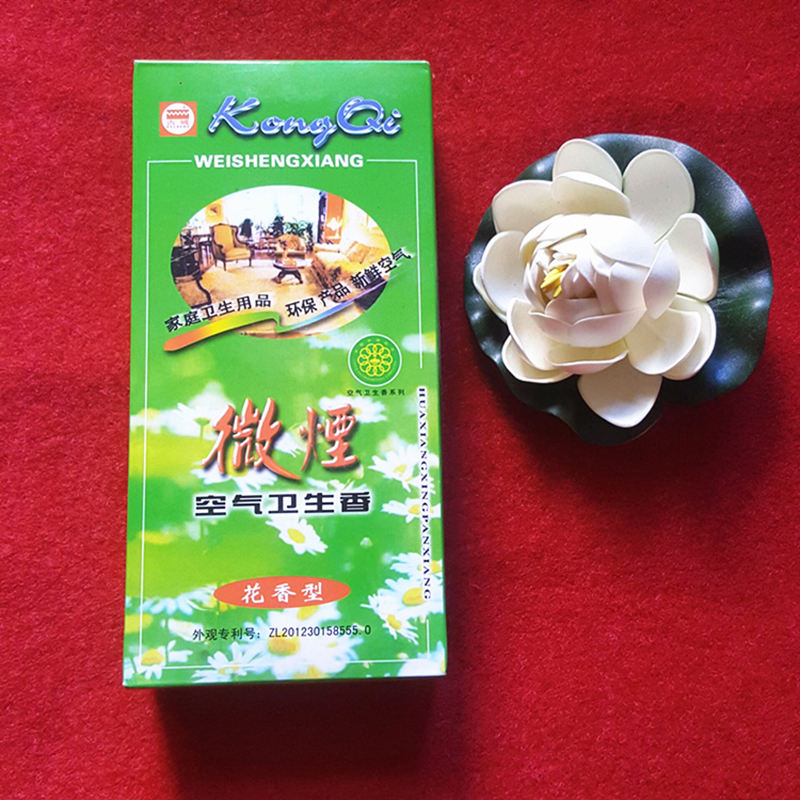 Kong Qi
WEISHENGXIANG
家庭卫生用品 环保产品 新鲜空气
空气卫生香系列
微煙
空气卫生香
HUAXIANGXINGPANXIANG
花香型
外观专利号: ZL201230158555.0